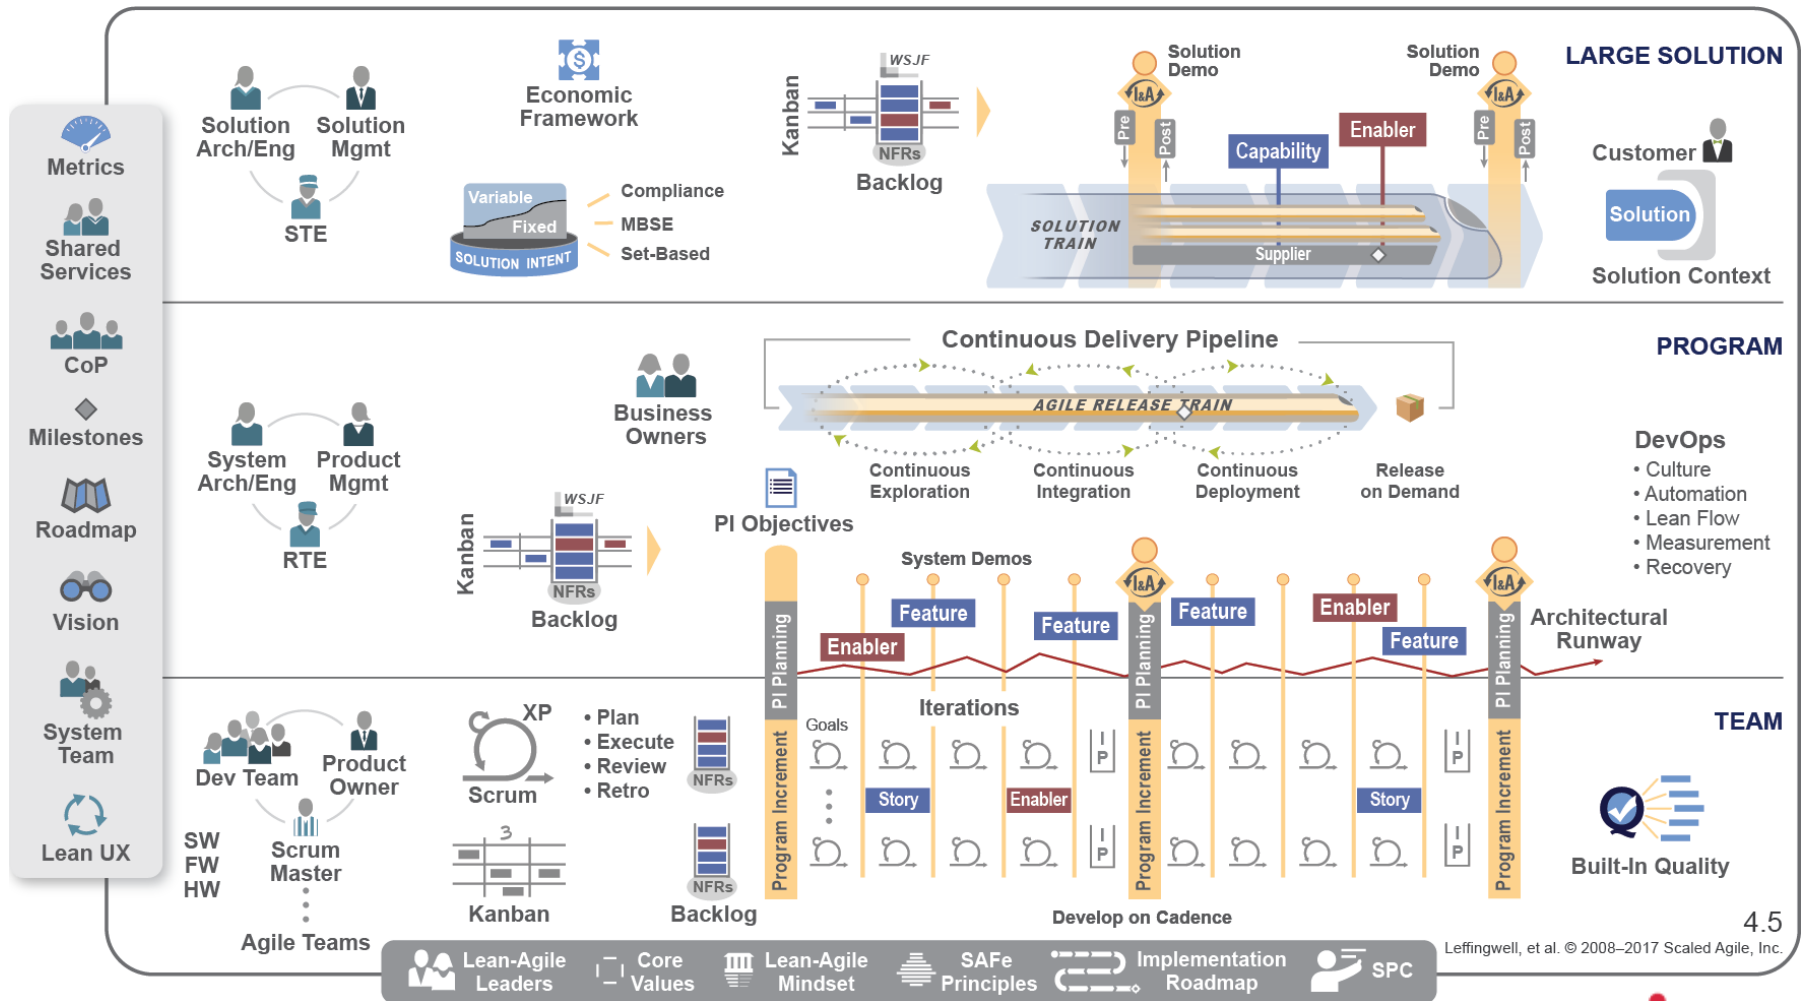 LARGE SOLUTION
Solution
Arch/Eng
Solution
Mgmt
STE
Economic
Framework
Variable
Fixed
SOLUTION INTENT
Compliance
MBSE
Set-Based
Kanban
WSJF
NFRs
Backlog
Solution
Demo
I&A
Pre
Post
Capability
Enabler
Solution
Demo
I&A
Pre
Post
SOLUTION
TRAIN
Supplier
Customer
Solution
Solution Context
Metrics
Shared
Services
CoP
Milestones
Roadmap
Vision
System
Team
Lean UX
PROGRAM
System
Arch/Eng
Product
Mgmt
RTE
Business
Owners
Continuous Delivery Pipeline
AGILE RELEASE TRAIN
Continuous
Exploration
Continuous
Integration
Continuous
Deployment
Release
on Demand
DevOps
• Culture
• Automation
• Lean Flow
• Measurement
• Recovery
Kanban
WSJF
NFRs
Backlog
PI Objectives
System Demos
I&A
I&A
PI Planning
Enabler
Feature
Feature
PI Planning
Feature
Enabler
Feature
PI Planning
Architectural
Runway
TEAM
Dev Team
Product
Owner
Scrum
Master
SW
FW
HW
Agile Teams
XP
Scrum
• Plan
• Execute
• Review
• Retro
3
Kanban
NFRs
NFRs
Backlog
Program Increment
Goals
Iterations
Story
Enabler
I
P
I
P
Program Increment
Story
I
P
I
P
Program Increment
Develop on Cadence
Built-In Quality
4.5
Leffingwell, et al. © 2008–2017 Scaled Agile, Inc.
Lean-Agile
Leaders
Core
Values
Lean-Agile
Mindset
SAFe
Principles
Implementation
Roadmap
SPC